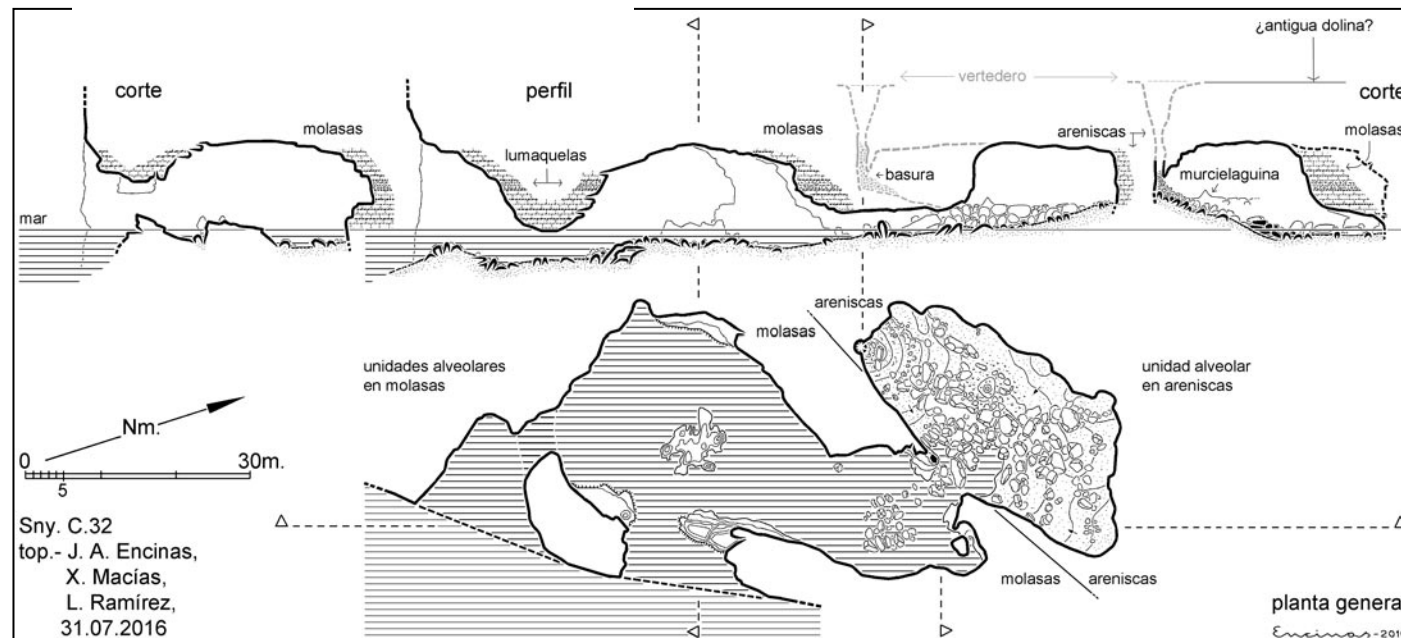 ¿antigua dolina?
vertedero
corte
perfil
corte
molasas
molasas
areniscas
molasas
lumaquelas
basura
murcielaguina
mar
areniscas
molasas
unidades alveolares
en molasas
unidad alveolar
en areniscas
Nm.
0 30m.
5
Sny. C.32
top.- J. A. Encinas,
X. Macías,
L. Ramírez,
31.07.2016
molasas areniscas
planta genera
Encinas-201